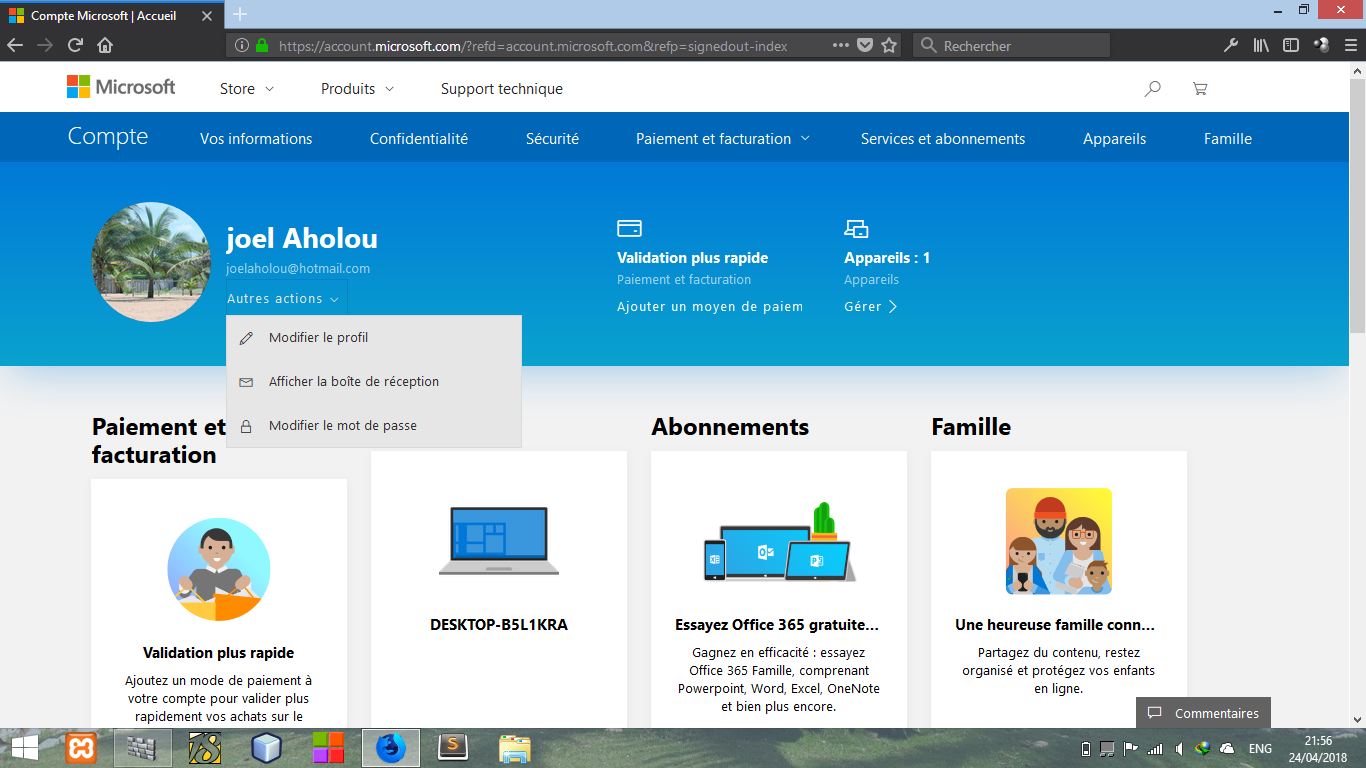 Compte Microsoft | Accueil
https://account.microsoft.com/?refd=account.microsoft.com&refp=signedout-index
Rechercher
Microsoft
Store
Produits
Support technique
Compte
Vos informations
Confidentialité
Sécurité
Paiement et facturation
Services et abonnements
Appareils
Famille
joel Aholou
joelaholou@hotmail.com
Autres actions
Modifier le profil
Afficher la boîte de réception
Modifier le mot de passe
Validation plus rapide
Paiement et facturation
Ajouter un moyen de paiem
Appareils : 1
Appareils
Gérer
Paiement et
facturation
Validation plus rapide
Ajoutez un mode de paiement à
votre compte pour valider plus
rapidement vos achats sur le
DESKTOP-B5L1KRA
Abonnements
Essayez Office 365 gratuite...
Gagnez en efficacité : essayez
Office 365 Famille, comprenant
Powerpoint, Word, Excel, OneNote
et bien plus encore.
Famille
Une heureuse famille conn...
Partagez du contenu, restez
organisé et protégez vos enfants
en ligne.
Commentaires
ENG
21:56
24/04/2018